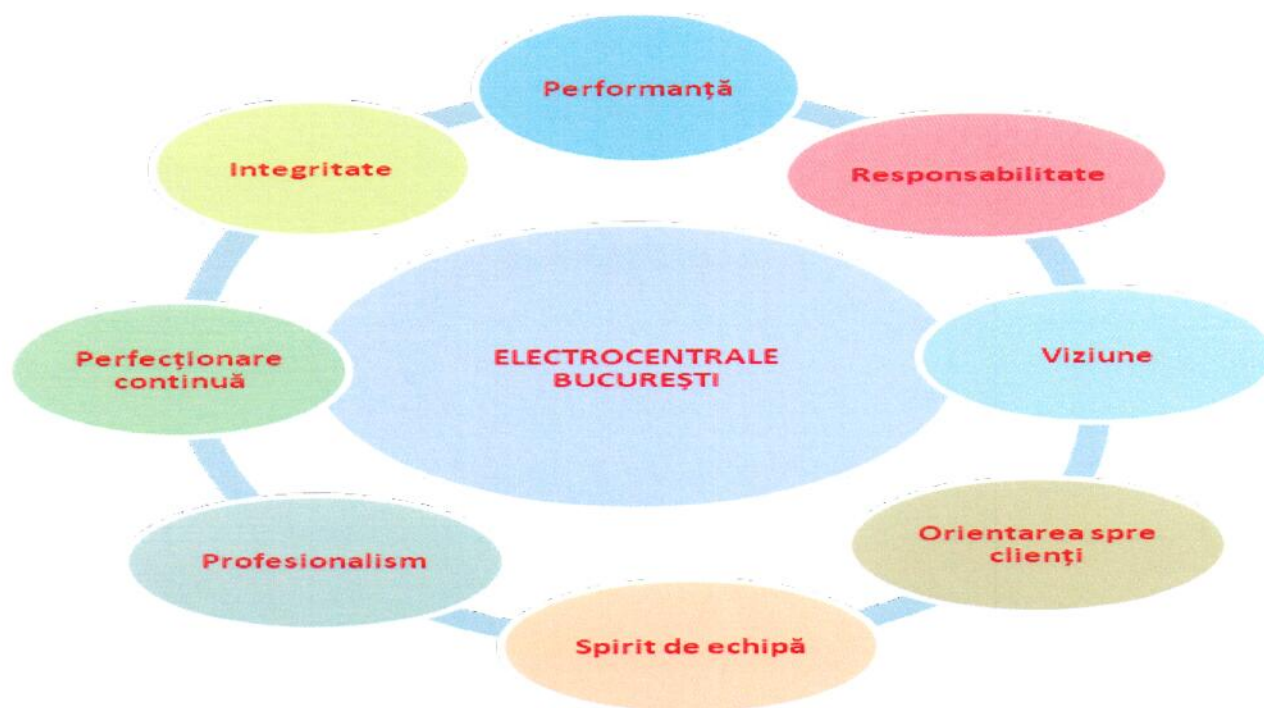 Performanță
Integritate
Responsabilitate
Perfecționare
continuă
ELECTROCENTRALE
BUCUREȘTI
Viziune
Profesionalism
Orientarea spre
clienți
Spirit de echipă